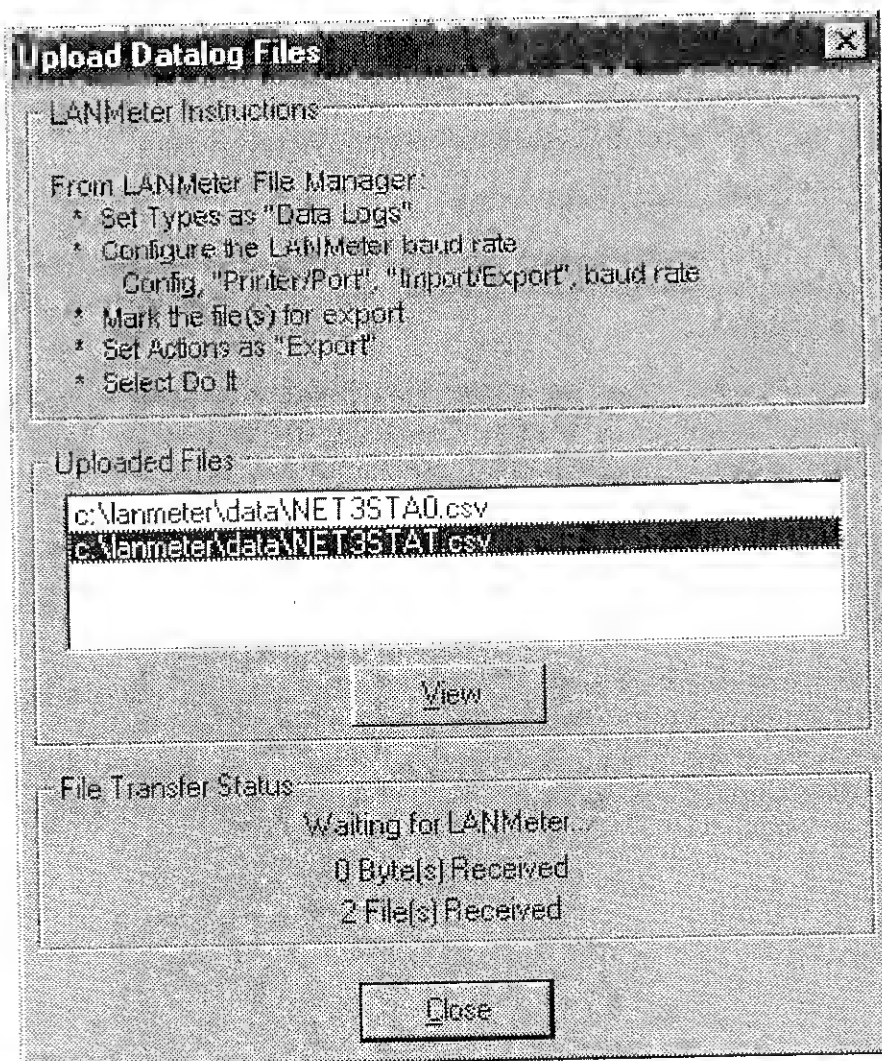 Upload Datalog Files
LANMeter Instructions
From LANMeter File Manager:
* Set Types as "Data Logs"
* Configure the LANMeter baud rate
Config, "Printer/Port", "Import/Export", baud rate
* Mark the file(s) for export
* Set Actions as "Export"
* Select Do It
Uploaded Files
c:\lanmeter\data\NET3STA0.csv
c:\lanmeter\data\NET3STAT.csv
View
File Transfer Status
Waiting for LANMeter...
0 Byte(s) Received
2 File(s) Received
Close